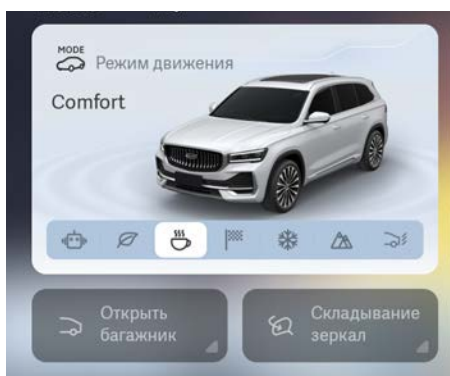 MODE
Режим движения
Comfort
Открыть
багажник
Складывание
зеркал